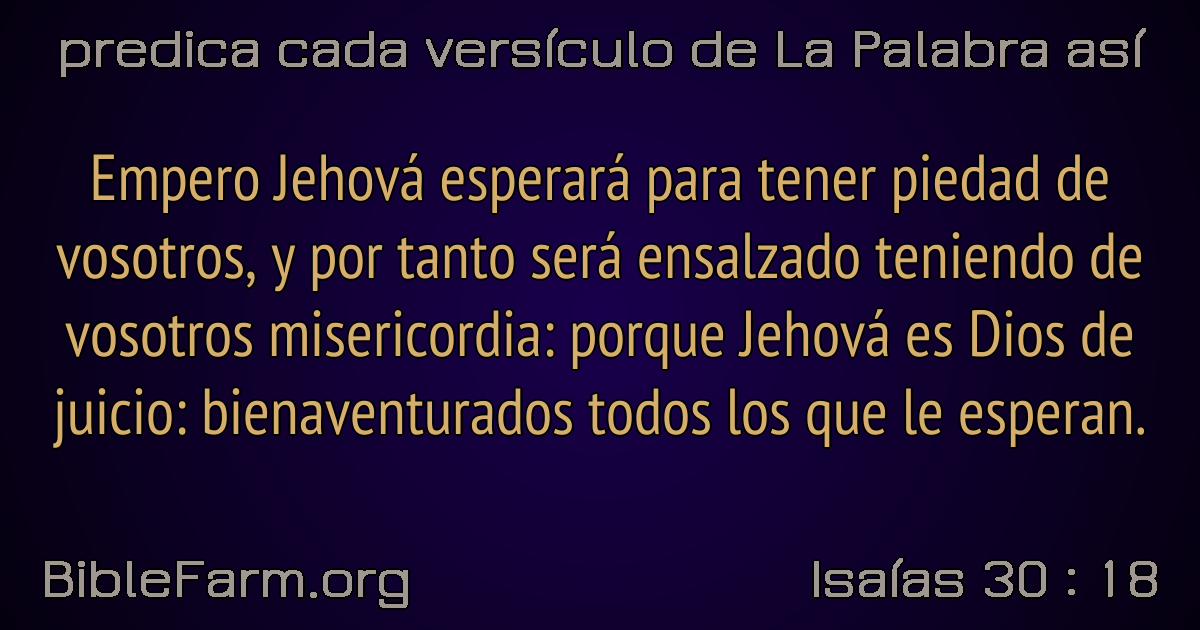 predica cada versículo de La Palabra así
Empero Jehová esperará para tener piedad de
vosotros, y por tanto será ensalzado teniendo de
vosotros misericordia: porque Jehová es Dios de
juicio: bienaventurados todos los que le esperan.
BibleFarm.org
Isaías 30 : 18